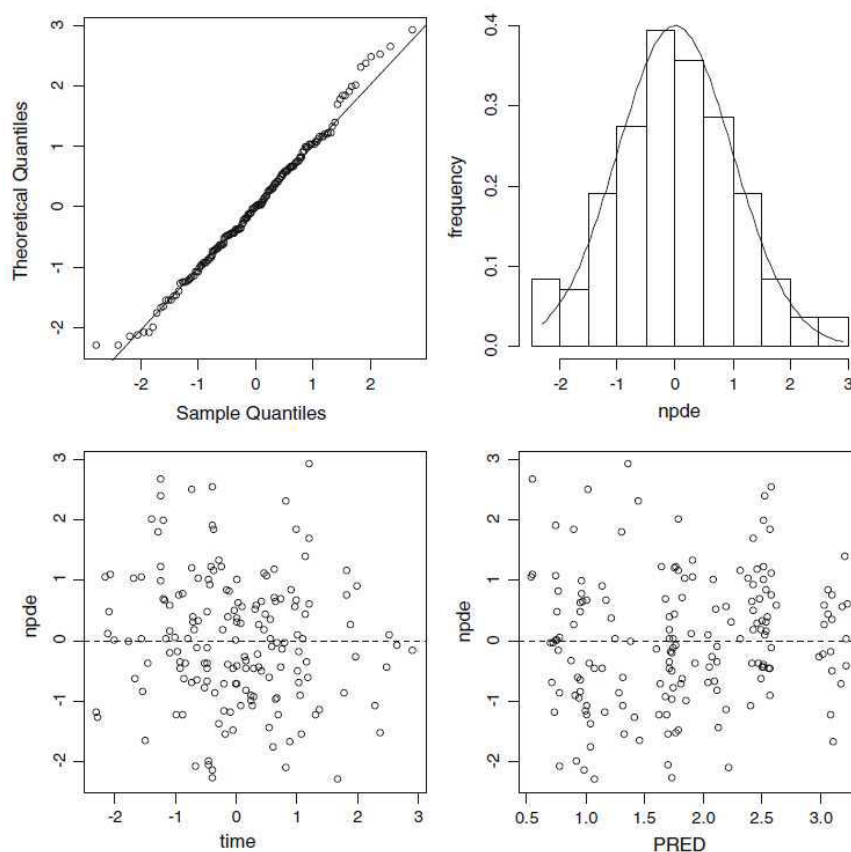 3
2
1
0
-1
-2
Theoretical Quantiles
-2 -1 0 1 2
Sample Quantiles
0.4
0.3
0.2
0.1
0.0
frequency
-2 -1 0 1 2 3
npde
3
2
1
0
-1
-2
npde
-2 -1 0 1 2 3
time
3
2
1
0
-1
-2
npde
0.5 1.0 1.5 2.0 2.5 3.0
PRED